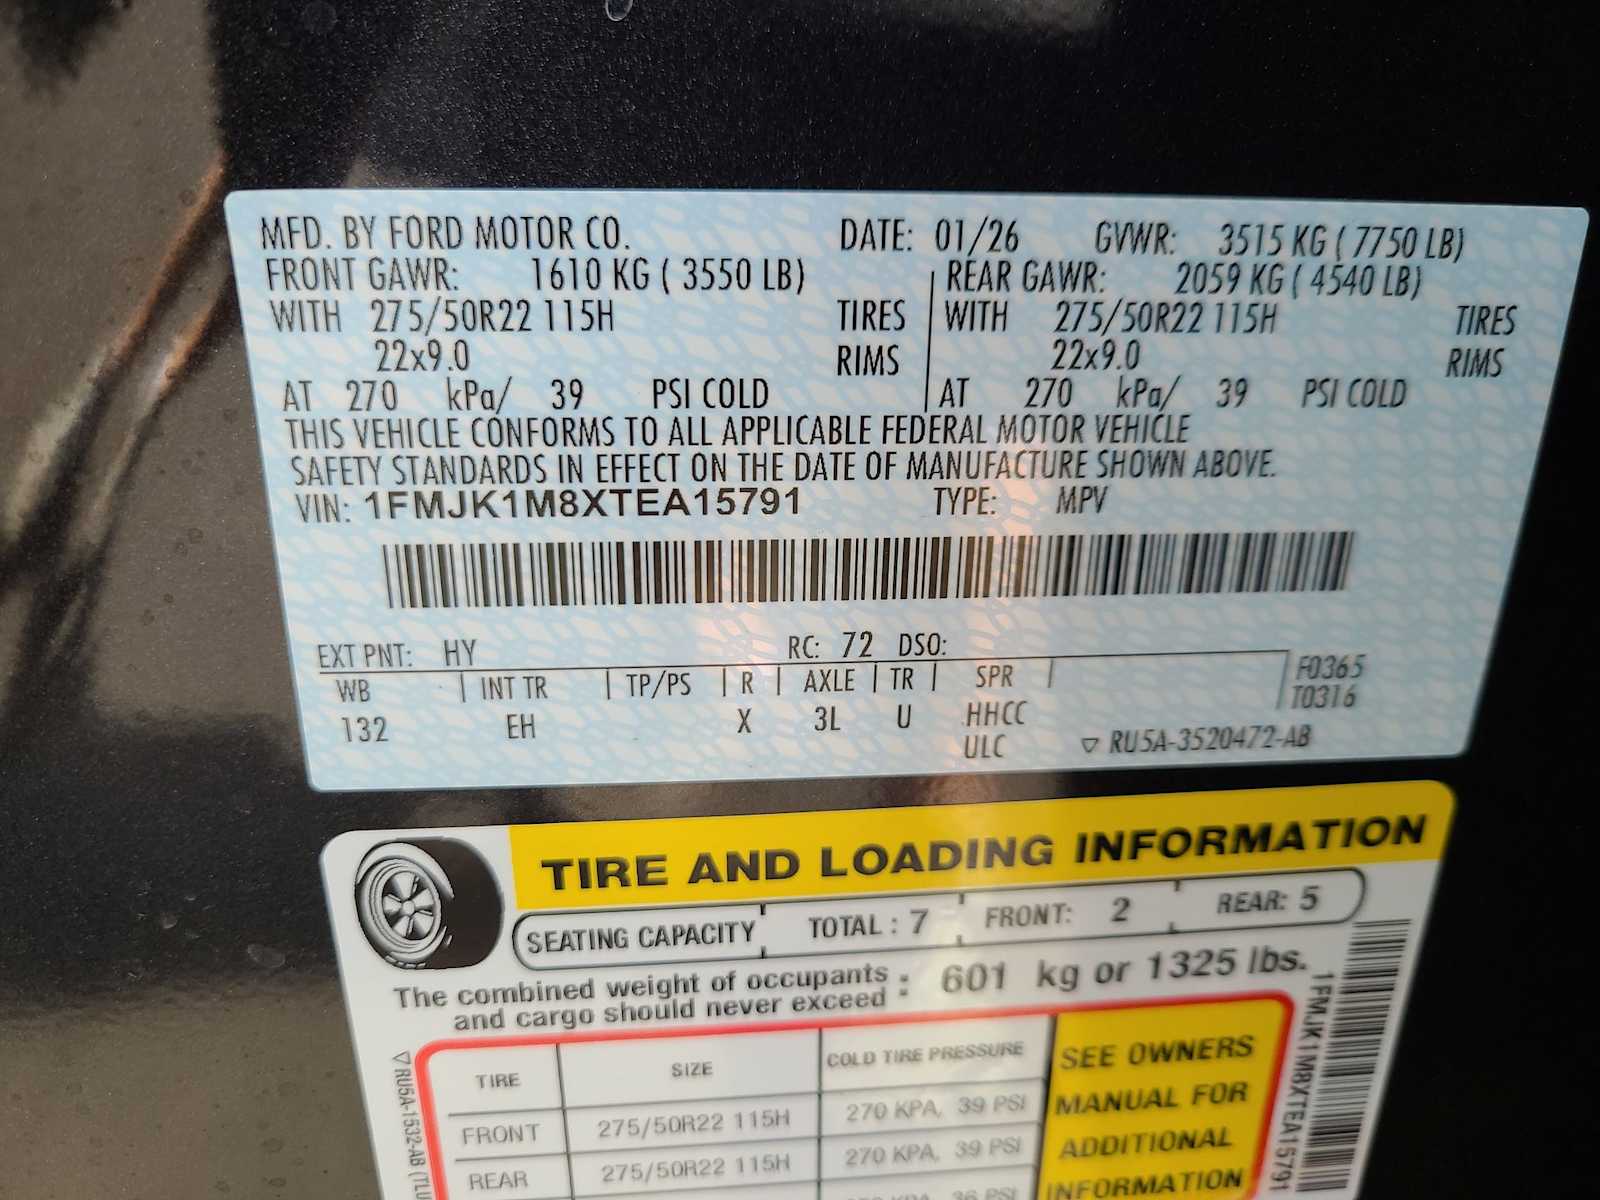 MFD. BY FORD MOTOR CO. DATE: 01/26 GVWR: 3515 KG ( 7750 LB)
FRONT GAWR: 1610 KG ( 3550 LB) REAR GAWR: 2059 KG ( 4540 LB)
WITH 275/50R22 115H TIRES WITH 275/50R22 115H TIRES
22x9.0 RIMS 22x9.0 RIMS
AT 270 kPa/ 39 PSI COLD AT 270 kPa/ 39 PSI COLD
THIS VEHICLE CONFORMS TO ALL APPLICABLE FEDERAL MOTOR VEHICLE
SAFETY STANDARDS IN EFFECT ON THE DATE OF MANUFACTURE SHOWN ABOVE.
VIN: 1FMJK1M8XTEA15791 TYPE: MPV
EXT PNT: HY RC: 72 DSO:
WB INT TR TP/PS R AXLE TR SPR F0365
T0316
132 EH X 3L U HHCC
ULC ▽ RU5A-3520472-AB
TIRE AND LOADING INFORMATION
SEATING CAPACITY TOTAL : 7 FRONT: 2 REAR: 5
The combined weight of occupants : 601 kg or 1325 lbs.
and cargo should never exceed
TIRE SIZE COLD TIRE PRESSURE SEE OWNERS
FRONT 275/50R22 115H 270 KPA, 39 PSI MANUAL FOR
REAR 275/50R22 115H 270 KPA, 39 PSI ADDITIONAL
36 PSI INFORMATION
1FMJK1M8XTEA15791
▽ RU5A-1532-AB (TLU